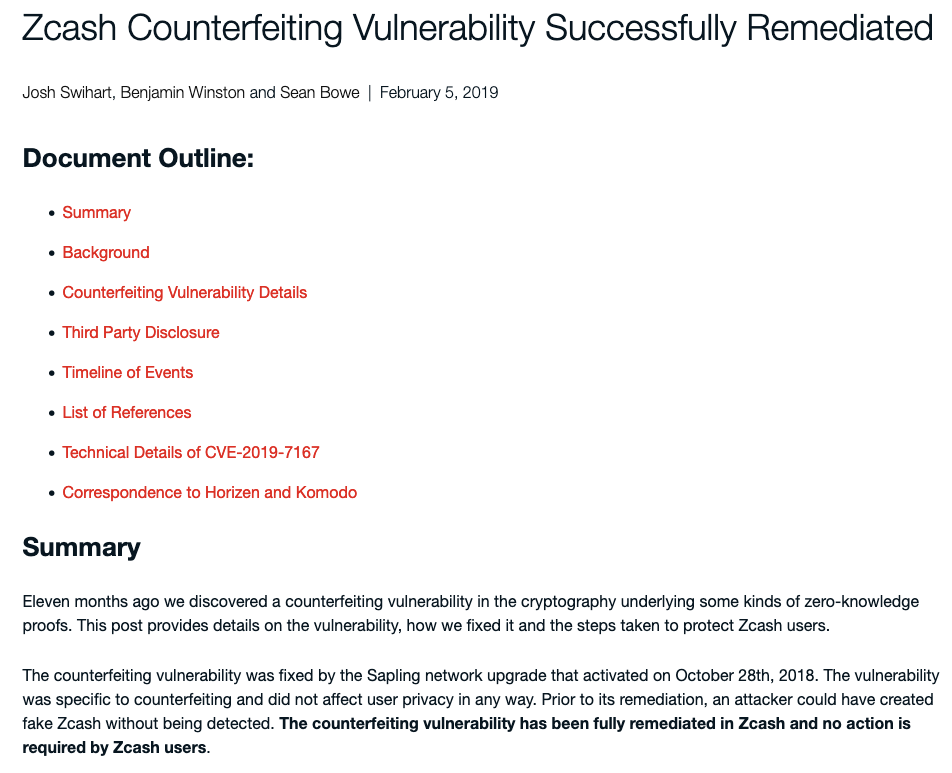 Zcash Counterfeiting Vulnerability Successfully Remediated
Josh Swihart, Benjamin Winston and Sean Bowe | February 5, 2019
Document Outline:
• Summary
• Background
• Counterfeiting Vulnerability Details
• Third Party Disclosure
• Timeline of Events
• List of References
• Technical Details of CVE-2019-7167
• Correspondence to Horizen and Komodo
Summary
Eleven months ago we discovered a counterfeiting vulnerability in the cryptography underlying some kinds of zero-knowledge
proofs. This post provides details on the vulnerability, how we fixed it and the steps taken to protect Zcash users.
The counterfeiting vulnerability was fixed by the Sapling network upgrade that activated on October 28th, 2018. The vulnerability
was specific to counterfeiting and did not affect user privacy in any way. Prior to its remediation, an attacker could have created
fake Zcash without being detected. The counterfeiting vulnerability has been fully remediated in Zcash and no action is
required by Zcash users.